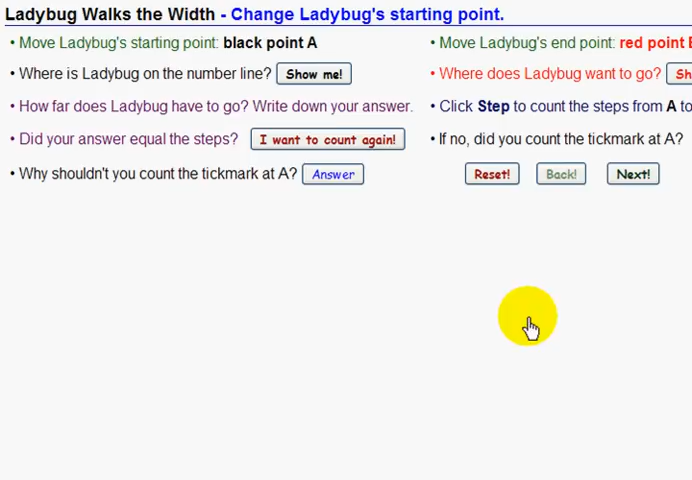 Ladybug Walks the Width - Change Ladybug's starting point.
• Move Ladybug's starting point: black point A
• Move Ladybug's end point: red point
• Where is Ladybug on the number line? Show me!
• Where does Ladybug want to go?
• How far does Ladybug have to go? Write down your answer.
• Click Step to count the steps from A to
• Did your answer equal the steps? I want to count again!
• If no, did you count the tickmark at A?
• Why shouldn't you count the tickmark at A? Answer
Reset! Back! Next!